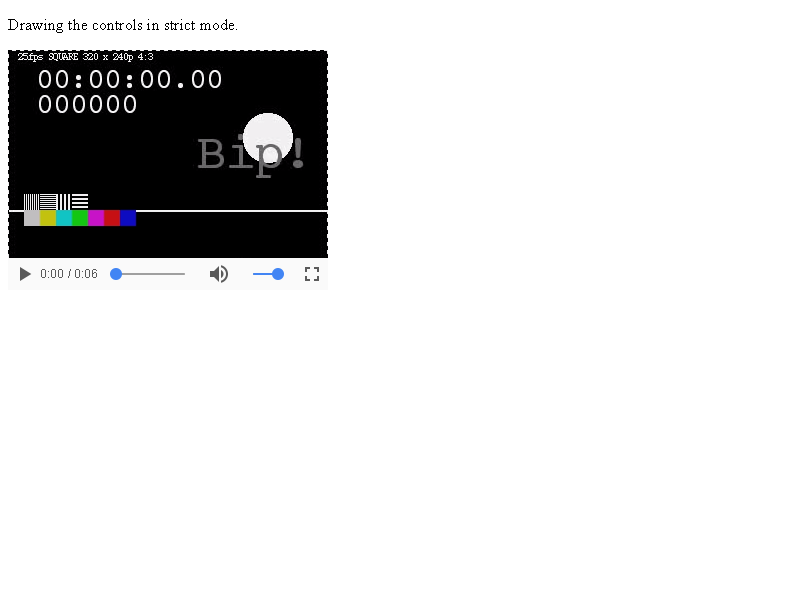 Drawing the controls in strict mode.
25fps SQUARE 320 x 240p 4:3
00:00:00.00
000000
Bip!
0:00 / 0:06